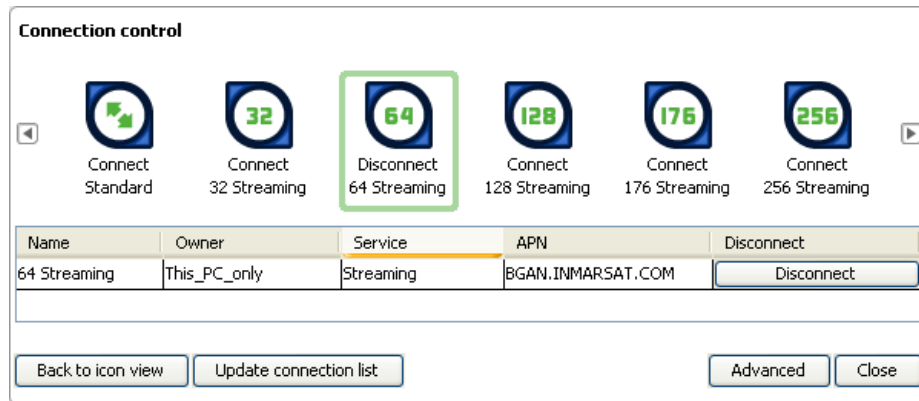 Connection control
32 64 128 176 256
Connect Connect Disconnect Connect Connect Connect
Standard 32 Streaming 64 Streaming 128 Streaming 176 Streaming 256 Streaming
Name Owner Service APN Disconnect
64 Streaming This_PC_only Streaming BGAN.INMARSAT.COM Disconnect
Back to icon view Update connection list Advanced Close